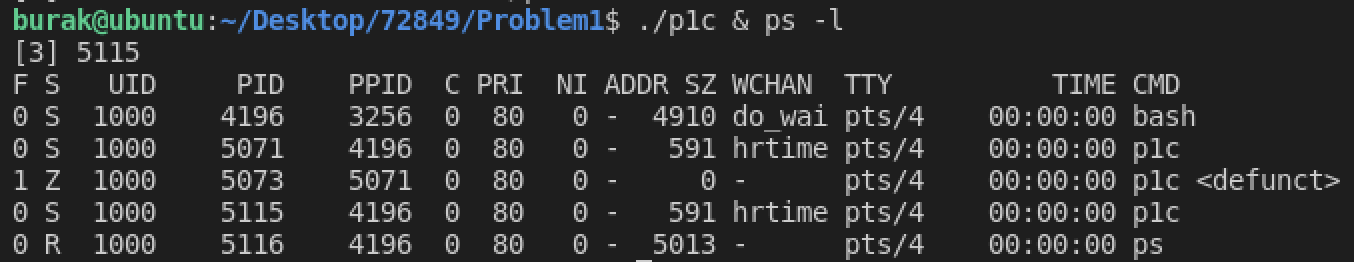 burak@ubuntu:~/Desktop/72849/Problem1$ ./p1c & ps -l
[3] 5115
F S   UID     PID    PPID  C PRI  NI ADDR SZ WCHAN  TTY          TIME CMD
0 S  1000    4196    3256  0  80   0 -  4910 do_wai pts/4    00:00:00 bash
0 S  1000    5071    4196  0  80   0 -   591 hrtime pts/4    00:00:00 p1c
1 Z  1000    5073    5071  0  80   0 -     0 -      pts/4    00:00:00 p1c <defunct>
0 S  1000    5115    4196  0  80   0 -   591 hrtime pts/4    00:00:00 p1c
0 R  1000    5116    4196  0  80   0 -  5013 -      pts/4    00:00:00 ps